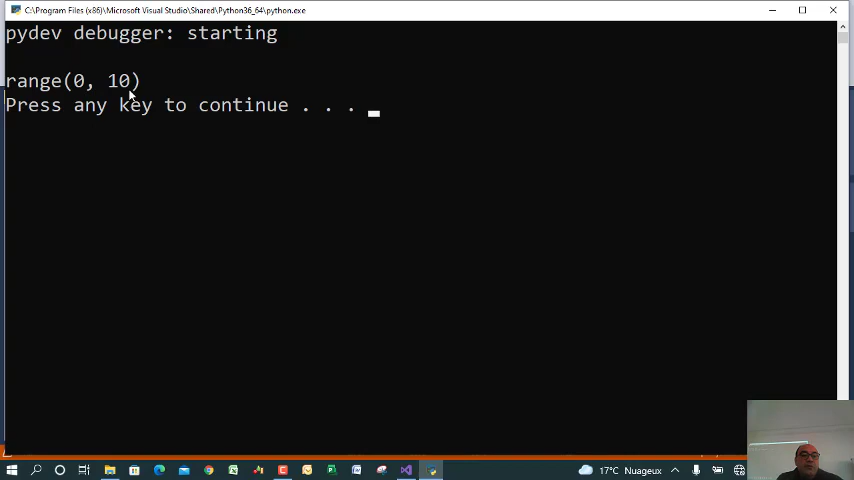 C:\Program Files (x86)\Microsoft Visual Studio\Shared\Python36_64\python.exe
pydev debugger: starting
range(0, 10)
Press any key to continue . . .
17°C Nuageux